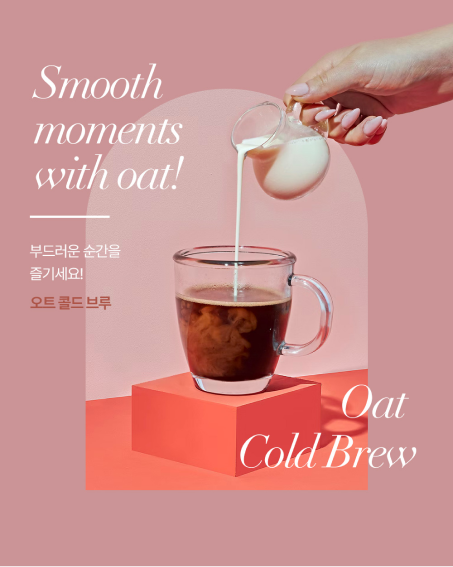 Smooth
moments
with oat!
부드러운 순간을
즐기세요!
오트 콜드 브루
Oat
Cold Brew